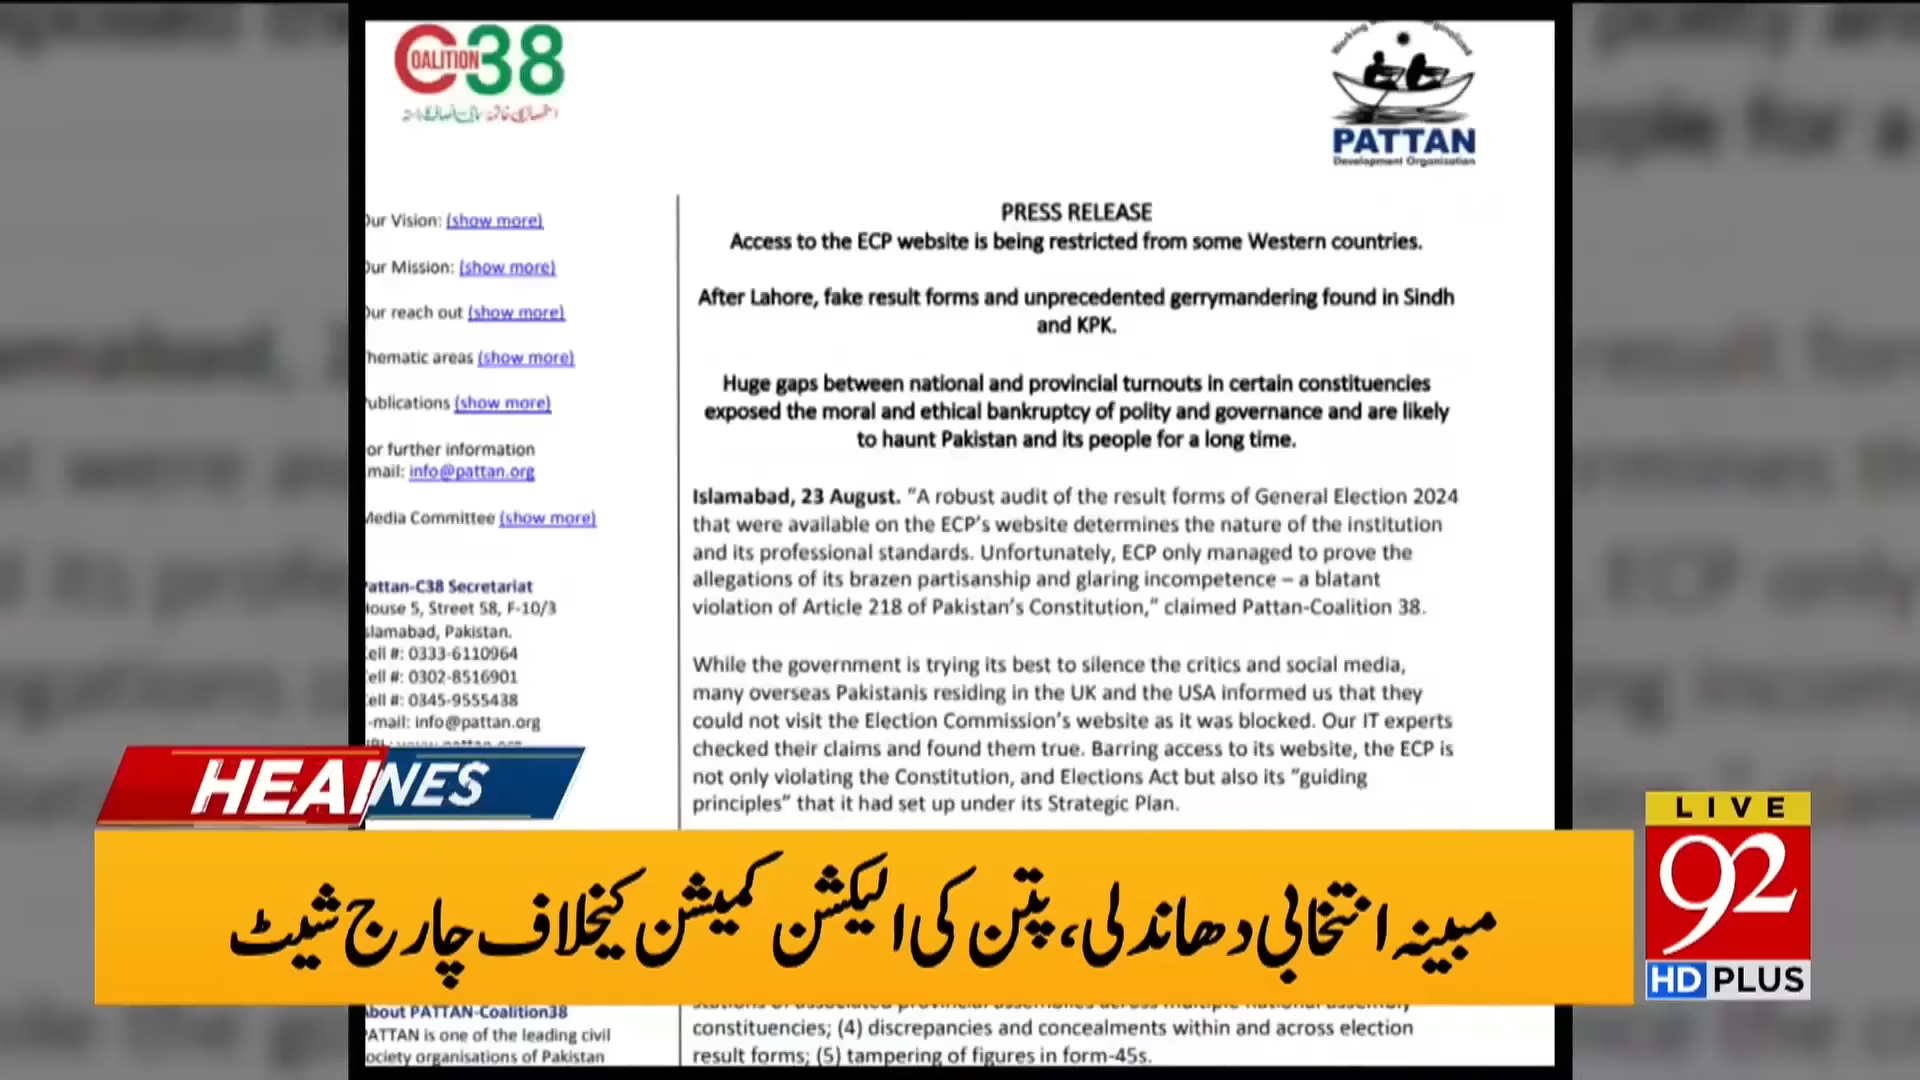 COALITION 38
PATTAN
Development Organisation
ur Vision: (show more)
ur Mission: (show more)
ur reach out (show more)
hematic areas (show more)
ublications (show more)
or further information
mail: info@pattan.org
Media Committee (show more)
attan-C38 Secretariat
ouse 5, Street 58, F-10/3
slamabad, Pakistan.
ell #: 0333-6110964
ell #: 0302-8516901
ell #: 0345-9555438
-mail: info@pattan.org
PRESS RELEASE
Access to the ECP website is being restricted from some Western countries.
After Lahore, fake result forms and unprecedented gerrymandering found in Sindh
and KPK.
Huge gaps between national and provincial turnouts in certain constituencies
exposed the moral and ethical bankruptcy of polity and governance and are likely
to haunt Pakistan and its people for a long time.
Islamabad, 23 August. "A robust audit of the result forms of General Election 2024
that were available on the ECP's website determines the nature of the institution
and its professional standards. Unfortunately, ECP only managed to prove the
allegations of its brazen partisanship and glaring incompetence – a blatant
violation of Article 218 of Pakistan's Constitution," claimed Pattan-Coalition 38.
While the government is trying its best to silence the critics and social media,
many overseas Pakistanis residing in the UK and the USA informed us that they
could not visit the Election Commission's website as it was blocked. Our IT experts
checked their claims and found them true. Barring access to its website, the ECP is
not only violating the Constitution, and Elections Act but also its "guiding
principles" that it had set up under its Strategic Plan.
HEADLINES
مبینہ انتخابی دھاندلی، پتن کی الیکشن کمیشن کیخلاف چارج شیٹ
LIVE
92
HD PLUS
bout PATTAN-Coalition38
ATTAN is one of the leading civil
ociety organisations of Pakistan
constituencies; (4) discrepancies and concealments within and across election
result forms; (5) tampering of figures in form-45s.